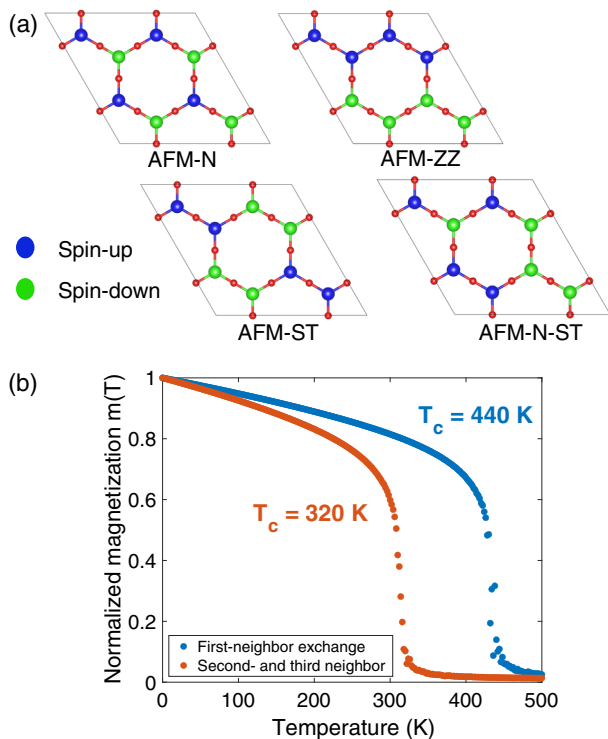 (a)
AFM-N
AFM-ZZ
Spin-up
Spin-down
AFM-ST
AFM-N-ST
(b)
Normalized magnetization m(T)
1
0.8
0.6
0.4
0.2
0
T_c = 440 K
T_c = 320 K
First-neighbor exchange
Second- and third neighbor
0 100 200 300 400 500
Temperature (K)